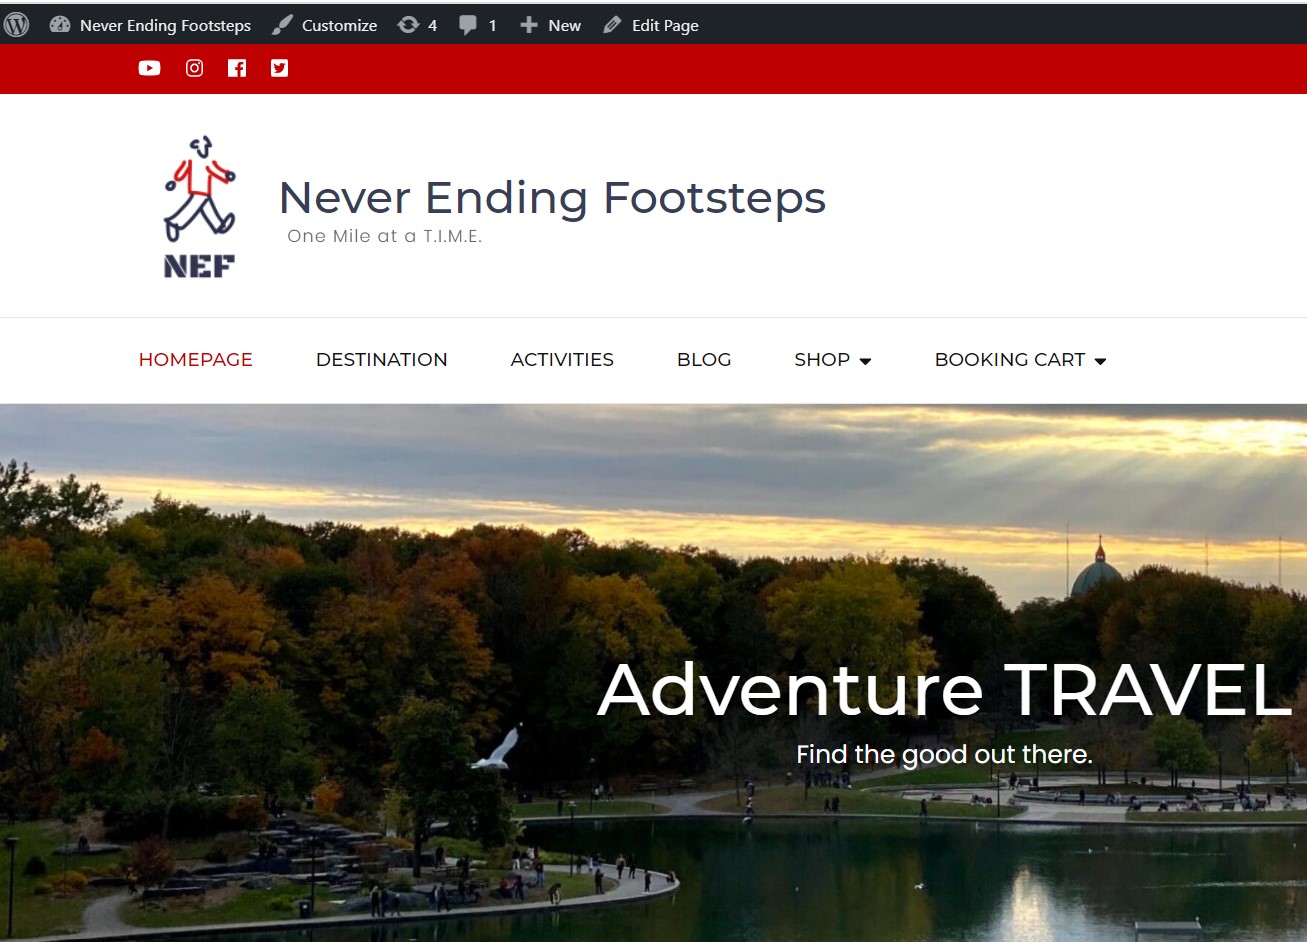 Never Ending Footsteps Customize 4 1 New Edit Page
Never Ending Footsteps
One Mile at a T.I.M.E.
NEF
HOMEPAGE DESTINATION ACTIVITIES BLOG SHOP BOOKING CART
Adventure TRAVEL
Find the good out there.